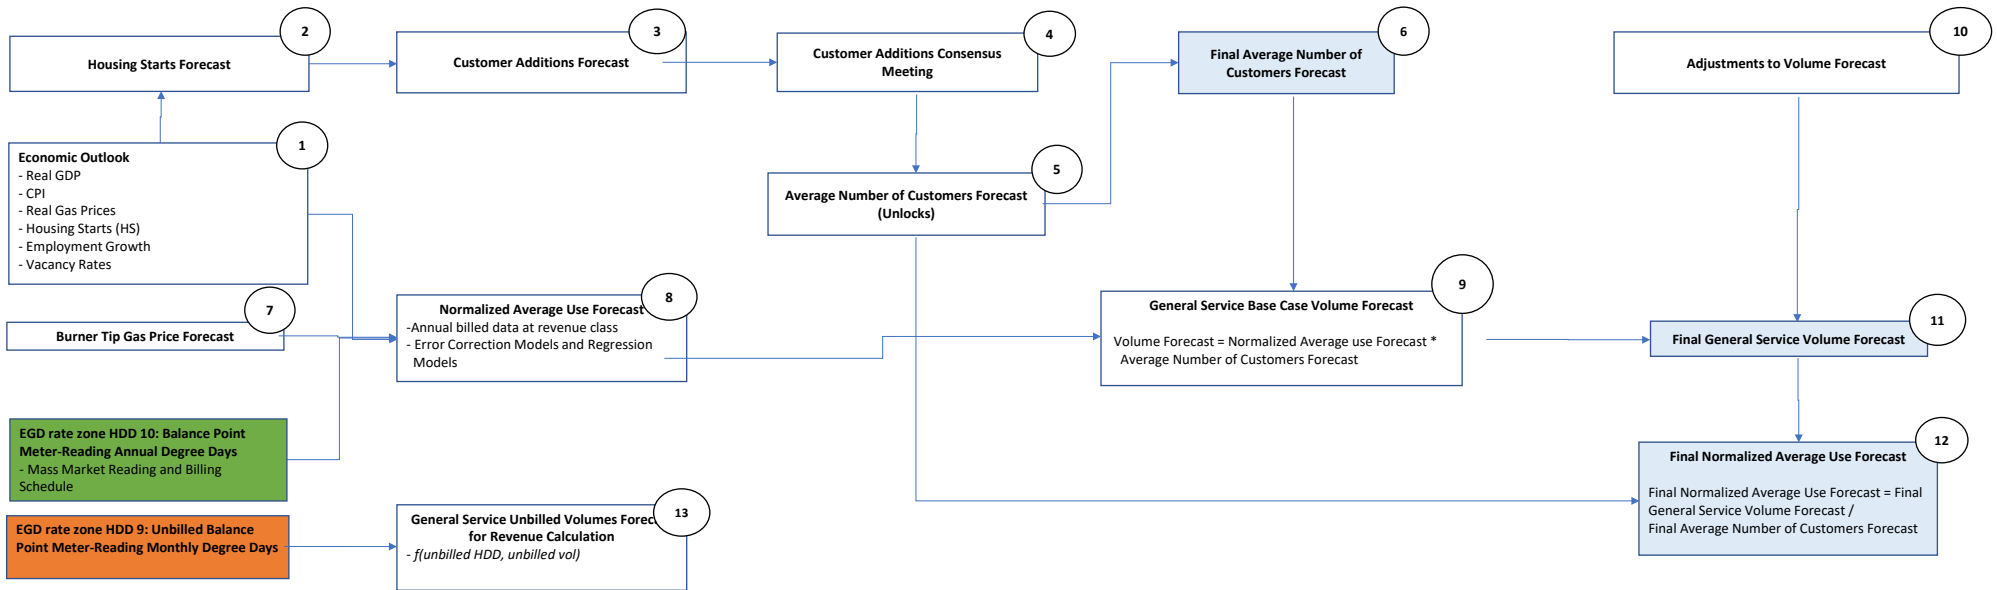 2
Housing Starts Forecast
3
Customer Additions Forecast
4
Customer Additions Consensus
Meeting
6
Final Average Number of
Customers Forecast
10
Adjustments to Volume Forecast
1
Economic Outlook
- Real GDP
- CPI
- Real Gas Prices
- Housing Starts (HS)
- Employment Growth
- Vacancy Rates
5
Average Number of Customers Forecast
(Unlocks)
7
Burner Tip Gas Price Forecast
8
Normalized Average Use Forecast
-Annual billed data at revenue class
- Error Correction Models and Regression
Models
9
General Service Base Case Volume Forecast
Volume Forecast = Normalized Average use Forecast *
Average Number of Customers Forecast
11
Final General Service Volume Forecast
EGD rate zone HDD 10: Balance Point
Meter-Reading Annual Degree Days
- Mass Market Reading and Billing
Schedule
12
Final Normalized Average Use Forecast
Final Normalized Average Use Forecast = Final
General Service Volume Forecast /
Final Average Number of Customers Forecast
EGD rate zone HDD 9: Unbilled Balance
Point Meter-Reading Monthly Degree Days
13
General Service Unbilled Volumes Forec
for Revenue Calculation
- f(unbilled HDD, unbilled vol)